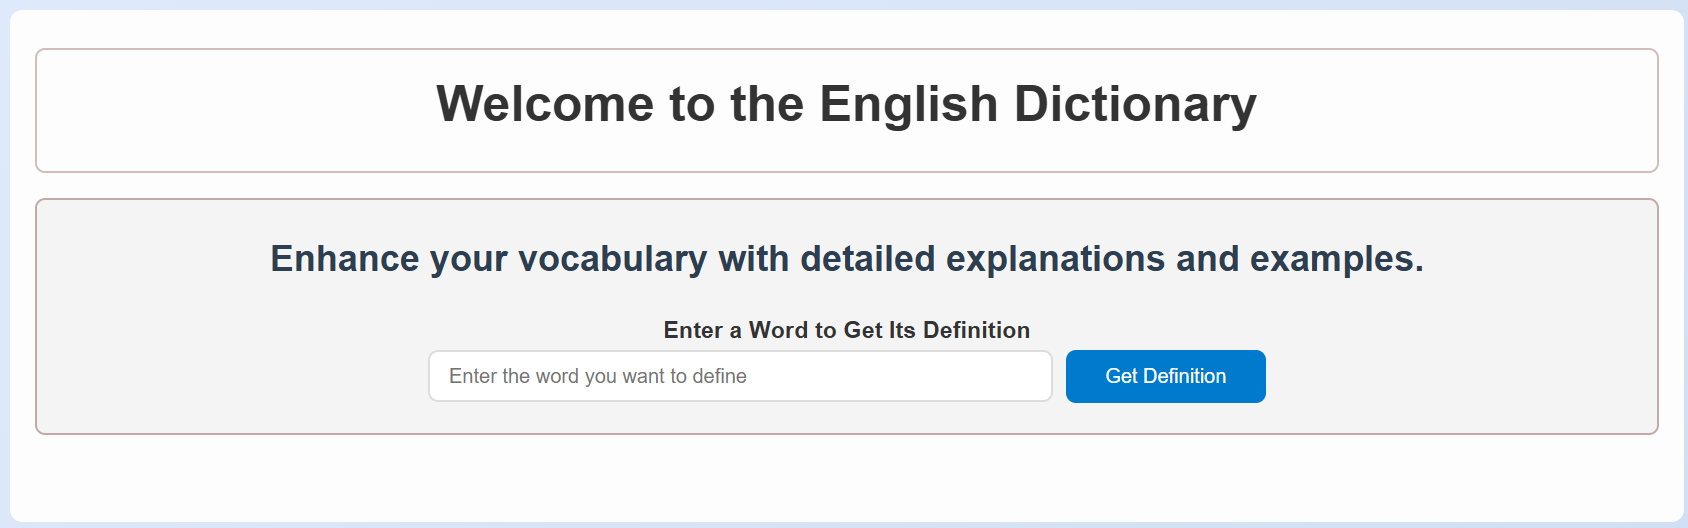 Welcome to the English Dictionary
Enhance your vocabulary with detailed explanations and examples.
Enter a Word to Get Its Definition
Enter the word you want to define
Get Definition